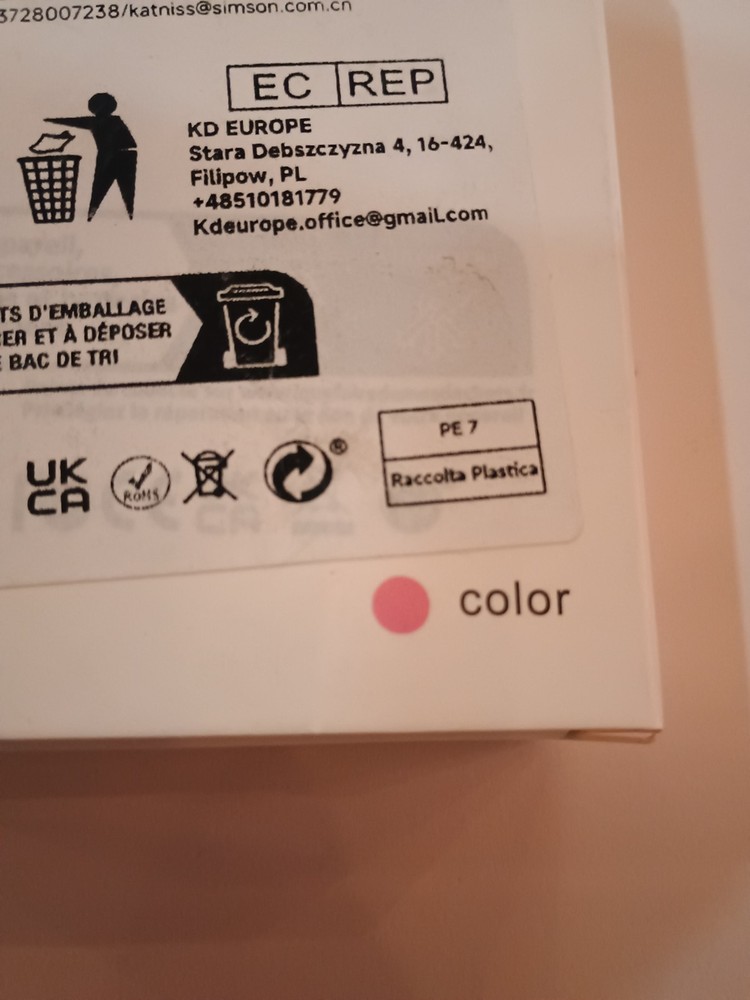 3728007238/katniss@simson.com.cn
EC REP
KD EUROPE
Stara Debszczyzna 4, 16-424,
Filipow, PL
+48510181779
Kdeurope.office@gmail.com
TS D'EMBALLAGE
ER ET À DÉPOSER
BAC DE TRI
UK
CA
ROHS
®
PE 7
Raccolta Plastica
color